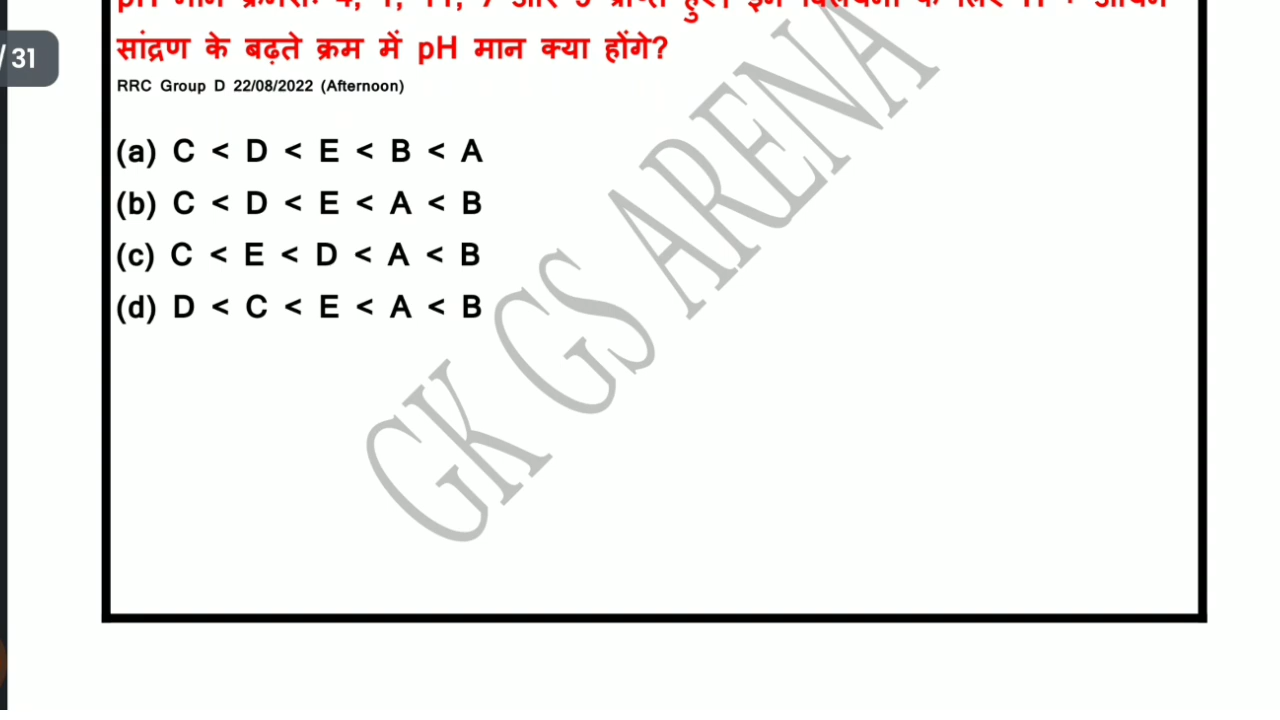 सांद्रण के बढ़ते क्रम में pH मान क्या होंगे?
/31
RRC Group D 22/08/2022 (Afternoon)
(a) C < D < E < B < A
(b) C < D < E < A < B
(c) C < E < D < A < B
(d) D < C < E < A < B
GK GS ARENA